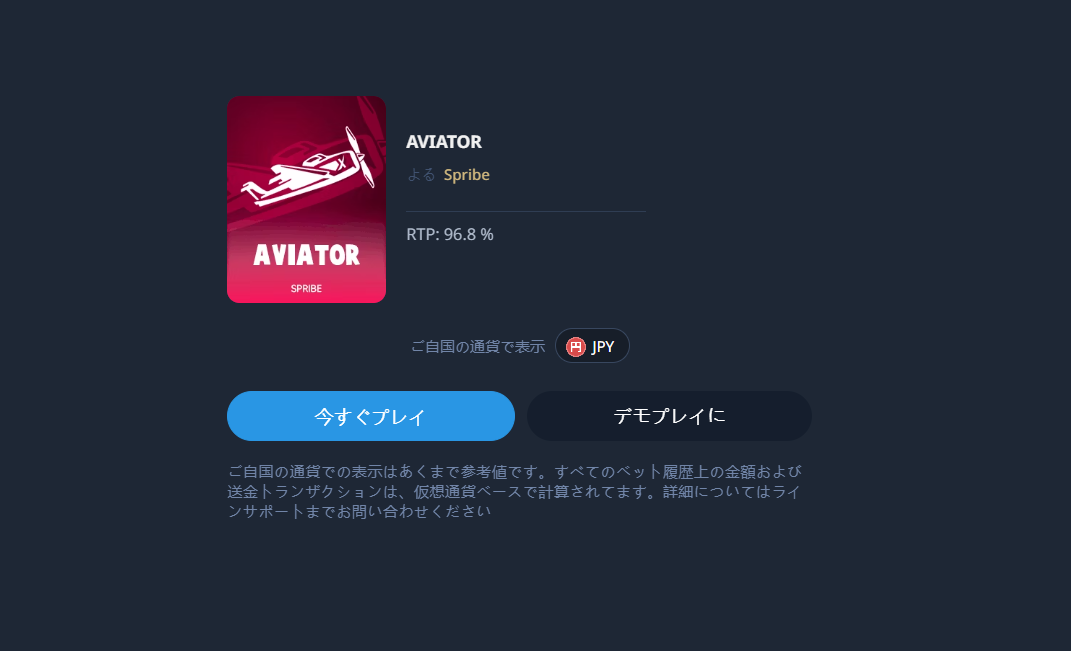 AVIATOR
SPRIBE
AVIATOR
よる Spribe
RTP: 96.8 %
ご自国の通貨で表示 円 JPY
今すぐプレイ
デモプレイに
ご自国の通貨での表示はあくまで参考値です。すべてのベット履歴上の金額および
送金トランザクションは、仮想通貨ベースで計算されてます。詳細についてはライ
ンサポートまでお問い合わせください